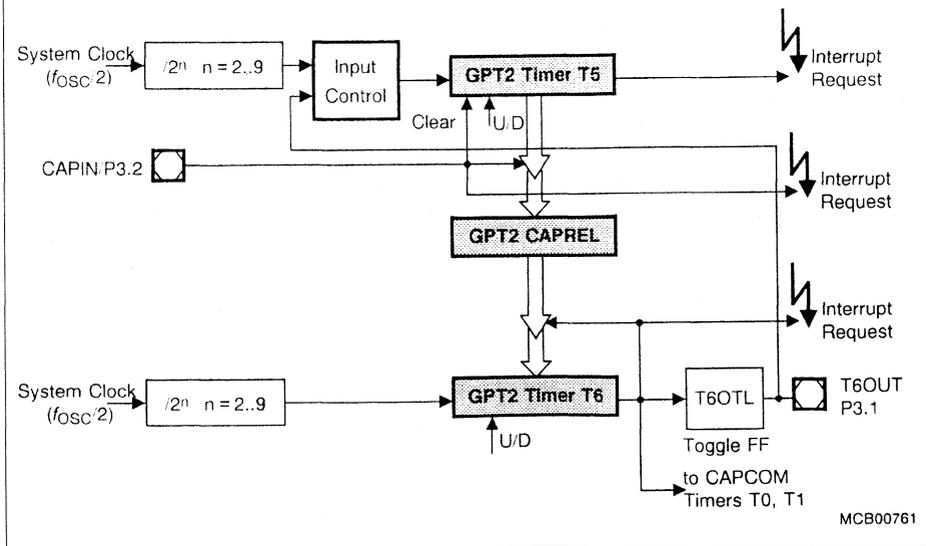 System Clock
(fOSC/2)
/2ⁿ n = 2..9
Input
Control
GPT2 Timer T5
Interrupt
Request
Clear
U/D
CAPIN/P3.2
Interrupt
Request
GPT2 CAPREL
Interrupt
Request
System Clock
(fOSC/2)
/2ⁿ n = 2..9
GPT2 Timer T6
U/D
T6OTL
Toggle FF
T6OUT
P3.1
to CAPCOM
Timers T0, T1
MCB00761